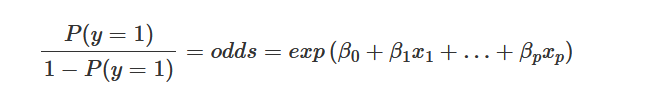 P(y = 1) / 1 − P(y = 1) = odds = exp (β₀ + β₁x₁ + … + βₚxₚ)